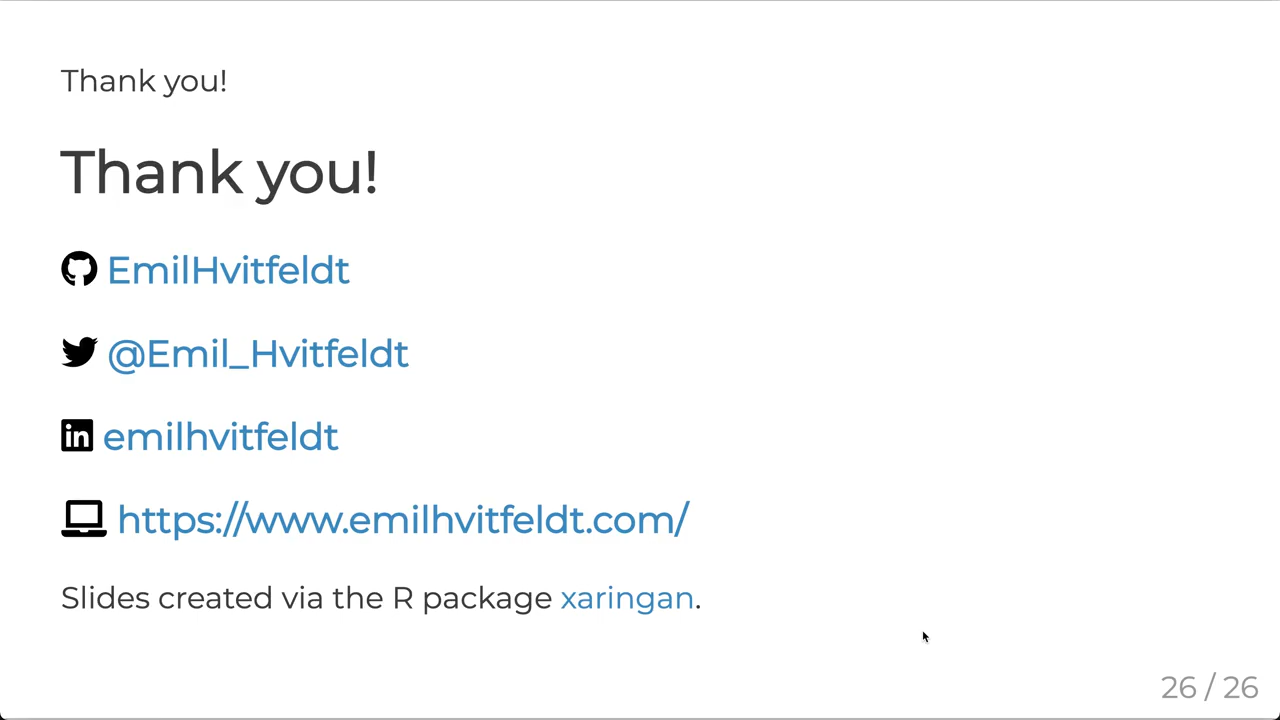 Thank you!
Thank you!
EmilHvitfeldt
@Emil_Hvitfeldt
in emilhvitfeldt
https://www.emilhvitfeldt.com/
Slides created via the R package xaringan.
26 / 26